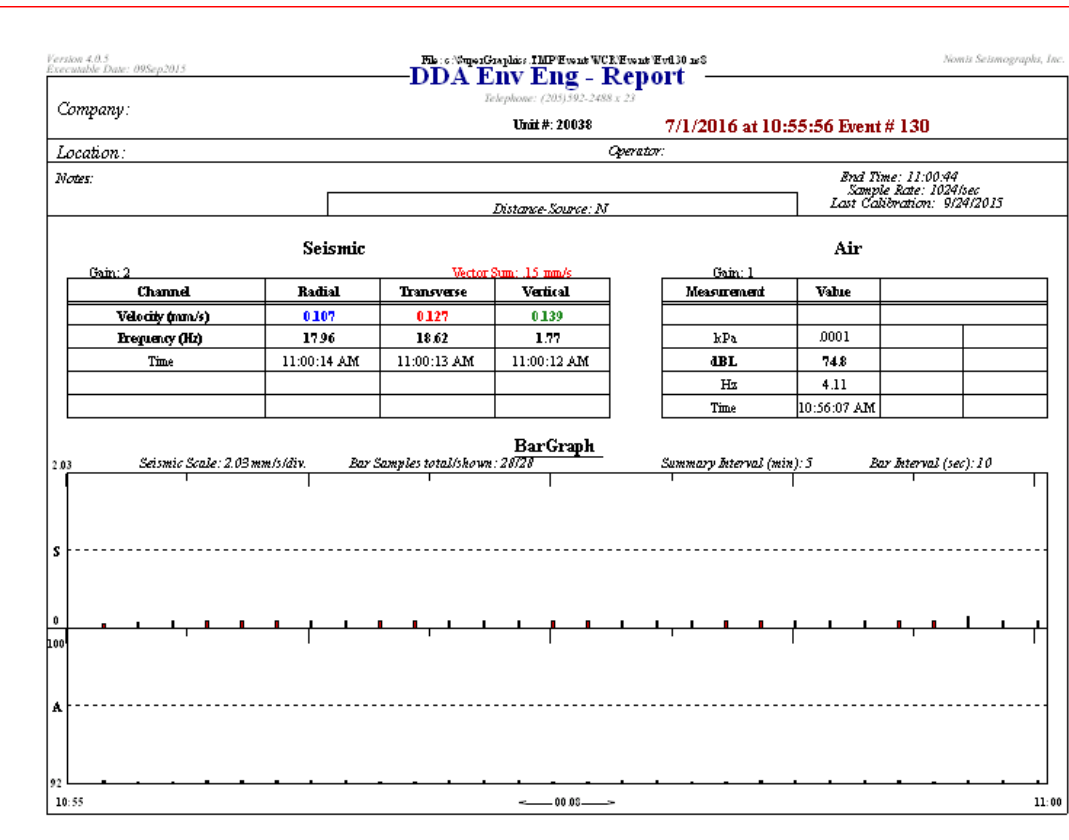 Version 4.0.5
Executable Date: 09Sep2015
DDA Env Eng - Report
Nomis Seismographs, Inc.
Telephone: (205)592-2488 x 23
Company:
Unit #: 20038
7/1/2016 at 10:55:56 Event # 130
Location:
Operator:
Notes:
End Time: 11:00:44
Sample Rate: 1024/sec
Last Calibration: 9/24/2015
Distance-Source: N
Seismic
Air
Gain: 2
Vector Sum: .15 mm/s
Gain: 1
Channel Radial Transverse Vertical
Measurement Value
Velocity (mm/s) 0.107 0.127 0.139
Frequency (Hz) 17.96 18.62 1.77
kPa .0001
Time 11:00:14 AM 11:00:13 AM 11:00:12 AM
dBL 74.8
Hz 4.11
Time 10:56:07 AM
BarGraph
2.03
Seismic Scale: 2.03 mm/s/div.
Bar Samples total/shown: 28/28
Summary Interval (min): 5
Bar Interval (sec): 10
S
0
100
A
92
10:55
11:00